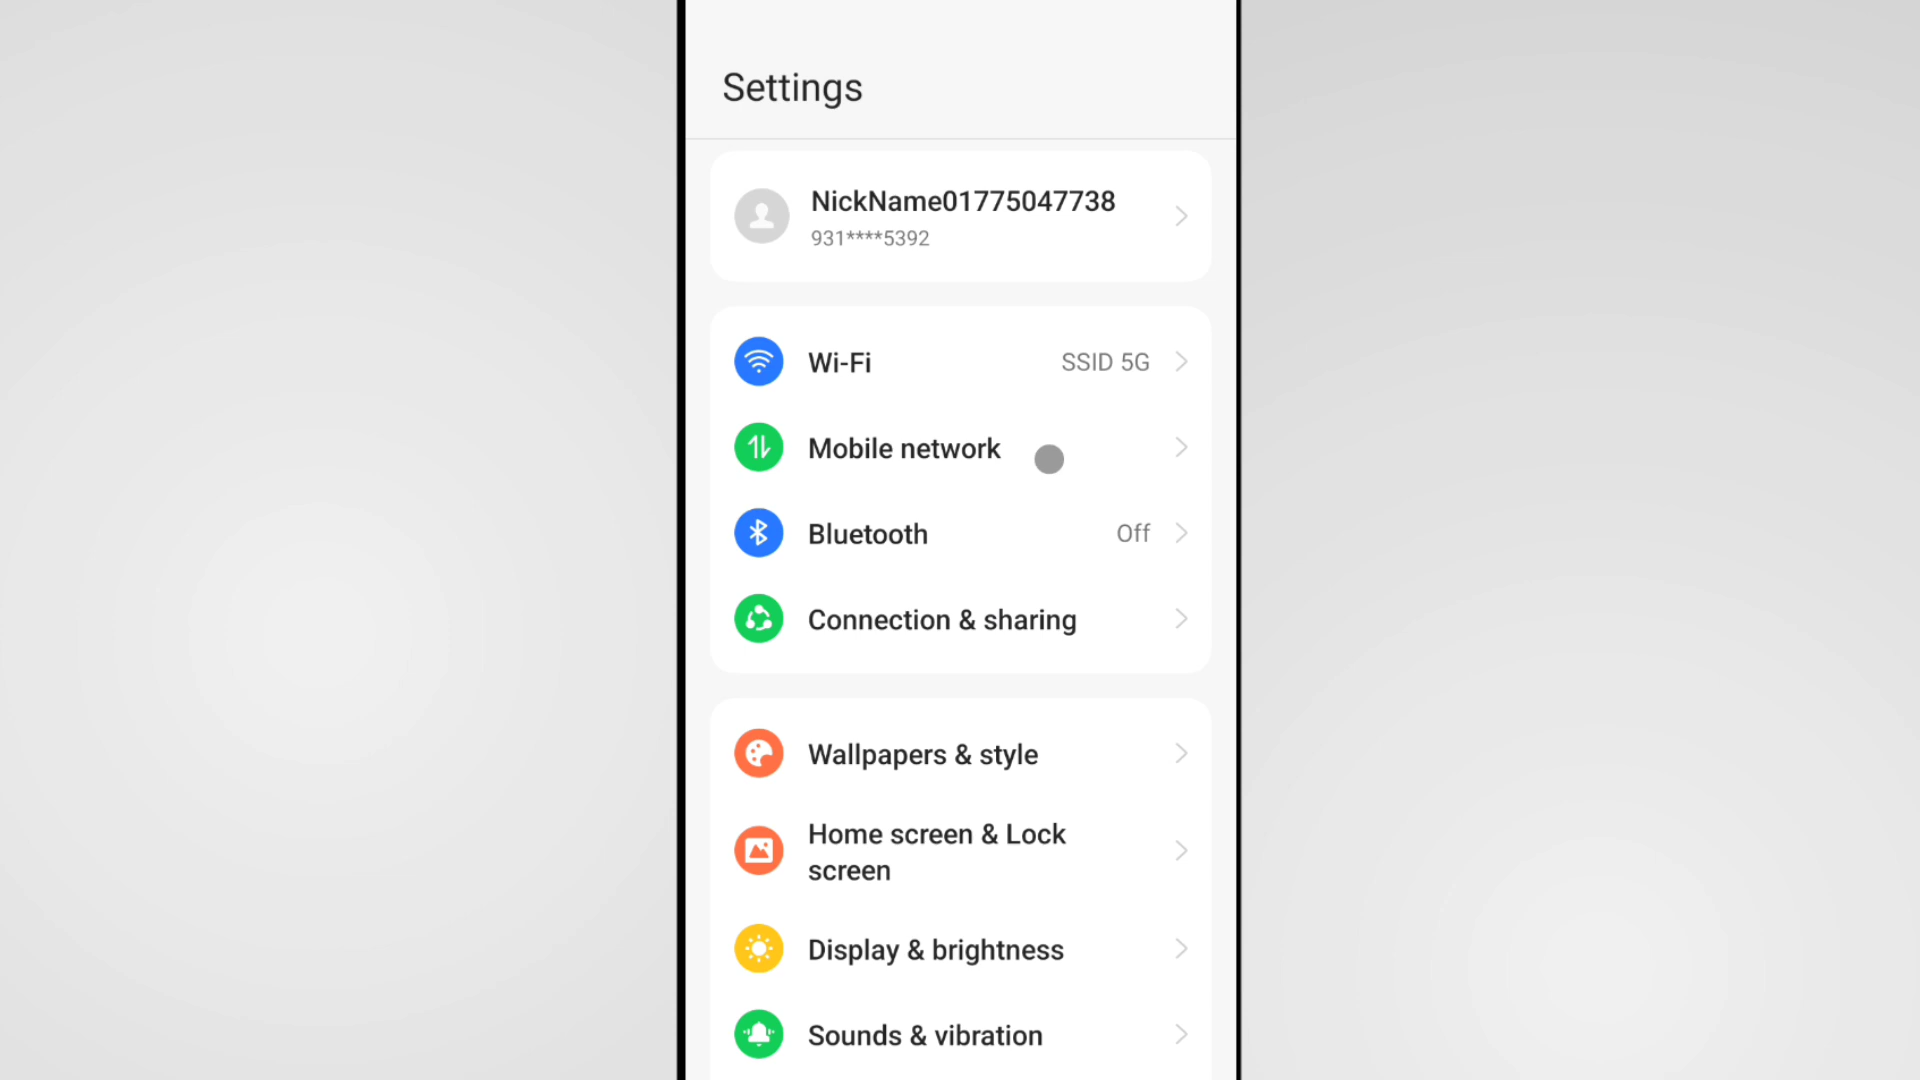 Settings
NickName01775047738
931****5392
Wi-Fi SSID 5G
Mobile network
Bluetooth Off
Connection & sharing
Wallpapers & style
Home screen & Lock
screen
Display & brightness
Sounds & vibration